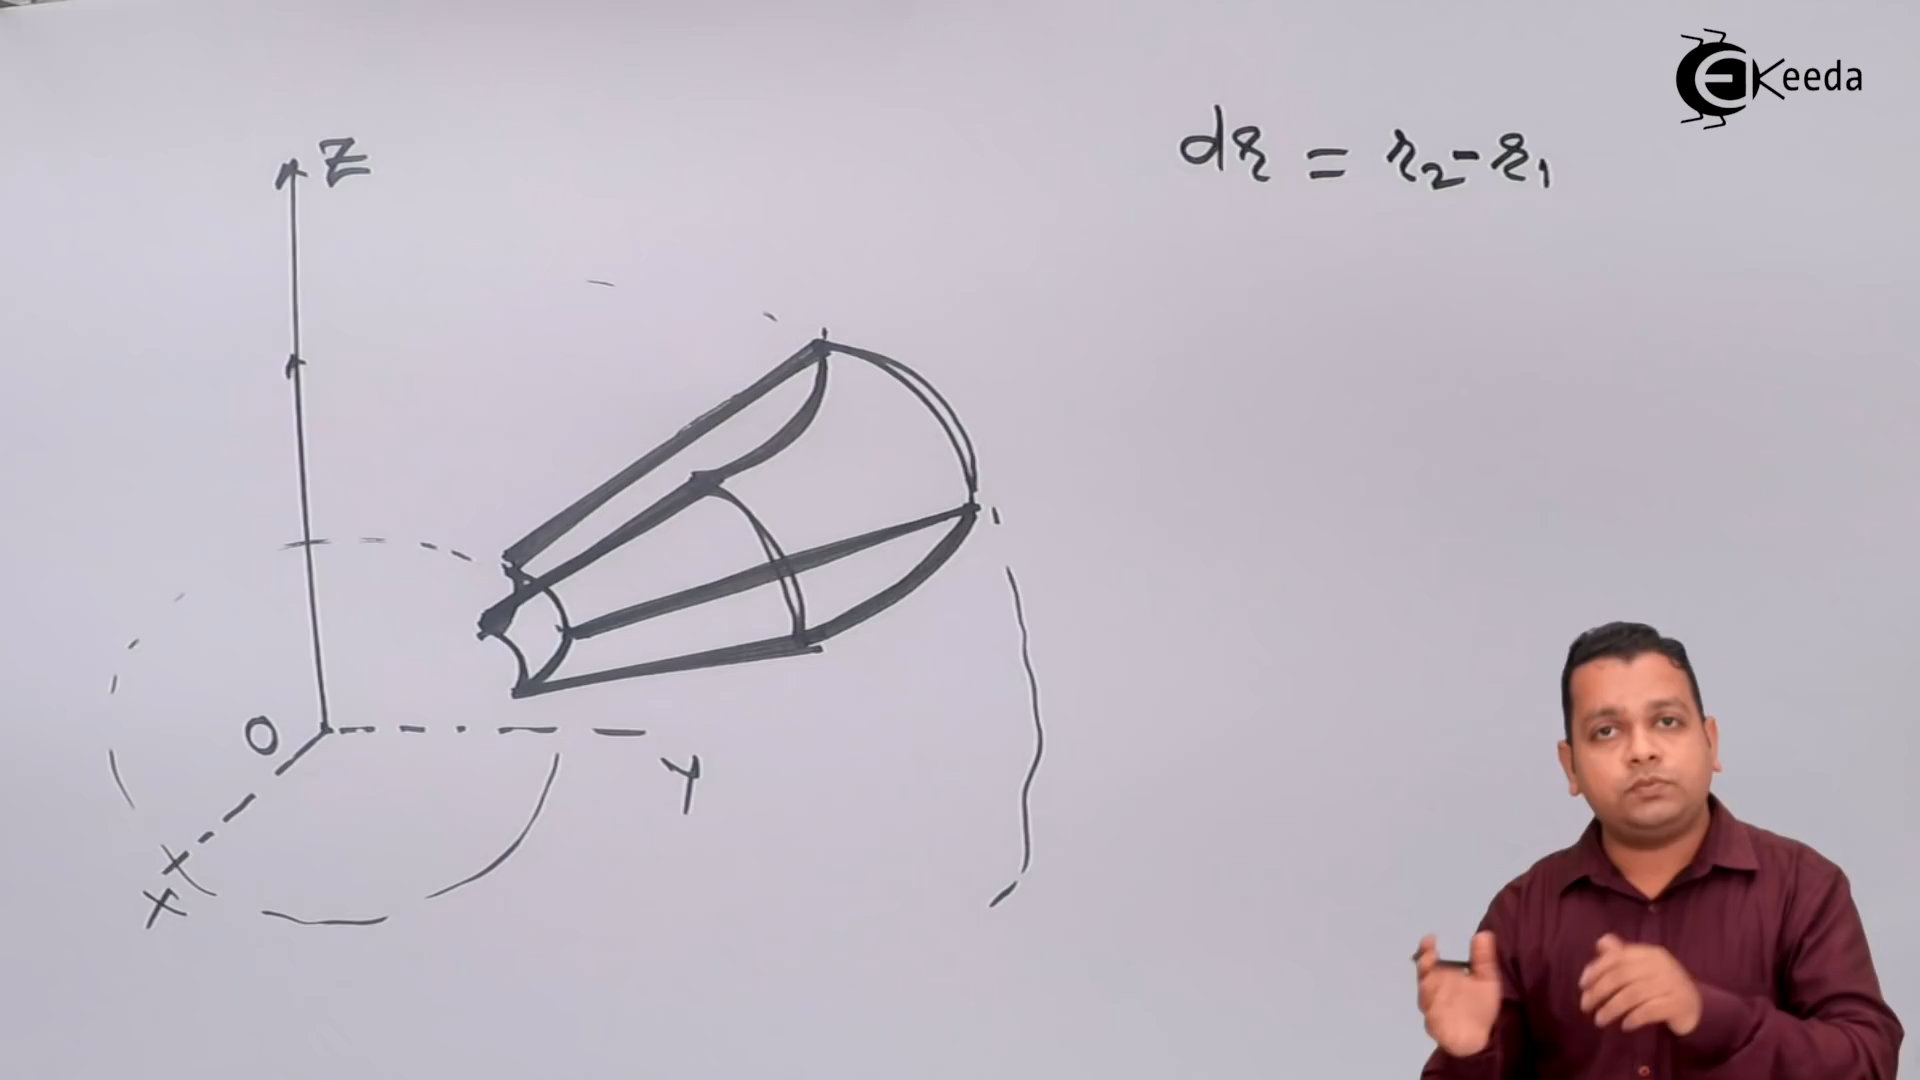 EKeeda
dr = r₂-r₁
Z
O
Y
X